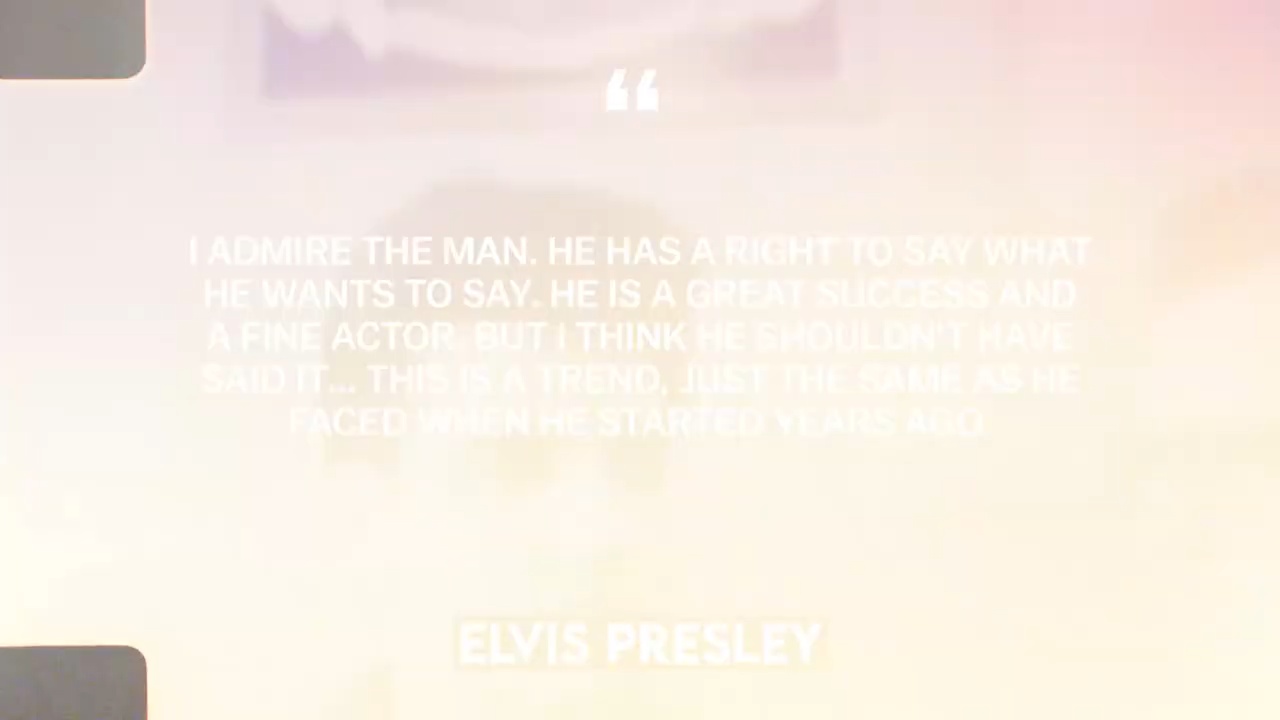 “
I ADMIRE THE MAN. HE HAS A RIGHT TO SAY WHAT
HE WANTS TO SAY. HE IS A GREAT SUCCESS AND
A FINE ACTOR, BUT I THINK HE SHOULDN'T HAVE
SAID IT... THIS IS A TREND, JUST THE SAME AS HE
FACED WHEN HE STARTED YEARS AGO.
ELVIS PRESLEY